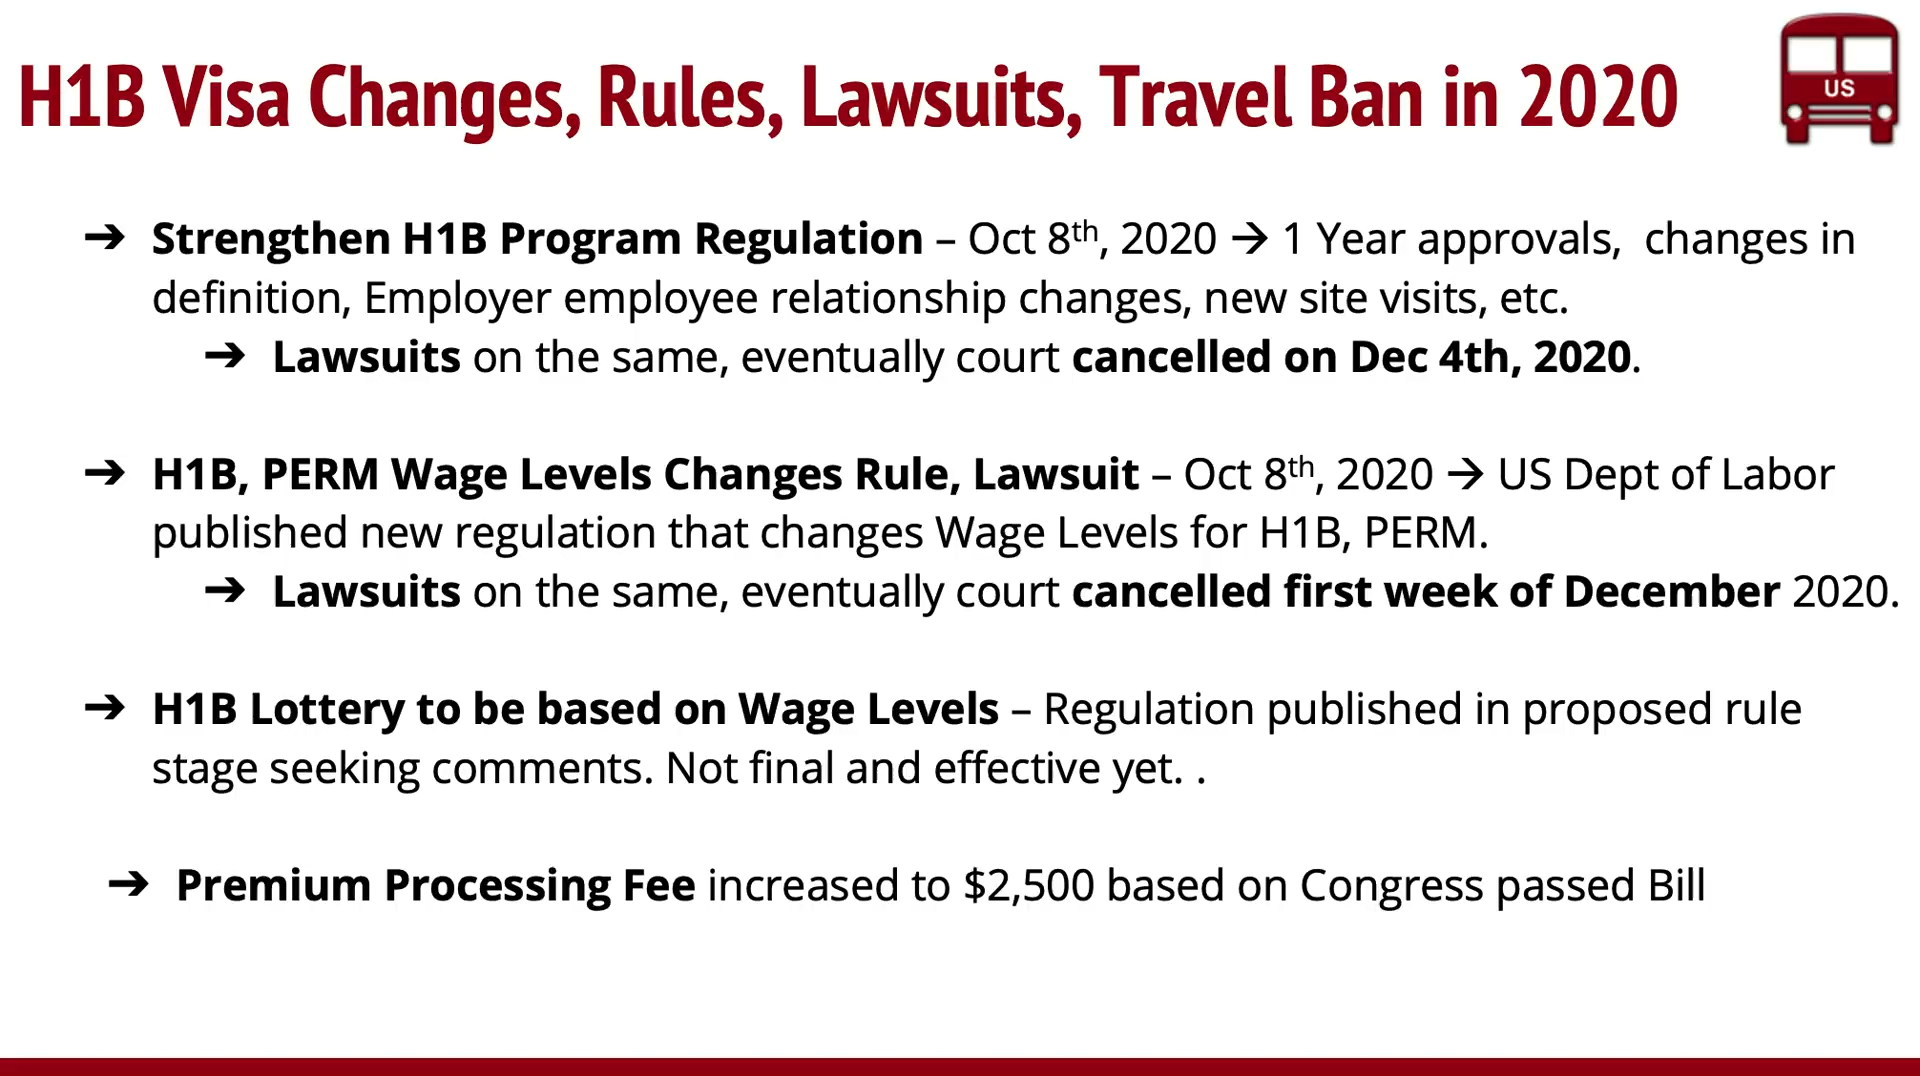 H1B Visa Changes, Rules, Lawsuits, Travel Ban in 2020
US
➔ Strengthen H1B Program Regulation – Oct 8th, 2020 → 1 Year approvals, changes in
definition, Employer employee relationship changes, new site visits, etc.
➔ Lawsuits on the same, eventually court cancelled on Dec 4th, 2020.
➔ H1B, PERM Wage Levels Changes Rule, Lawsuit – Oct 8th, 2020 → US Dept of Labor
published new regulation that changes Wage Levels for H1B, PERM.
➔ Lawsuits on the same, eventually court cancelled first week of December 2020.
➔ H1B Lottery to be based on Wage Levels – Regulation published in proposed rule
stage seeking comments. Not final and effective yet. .
➔ Premium Processing Fee increased to $2,500 based on Congress passed Bill